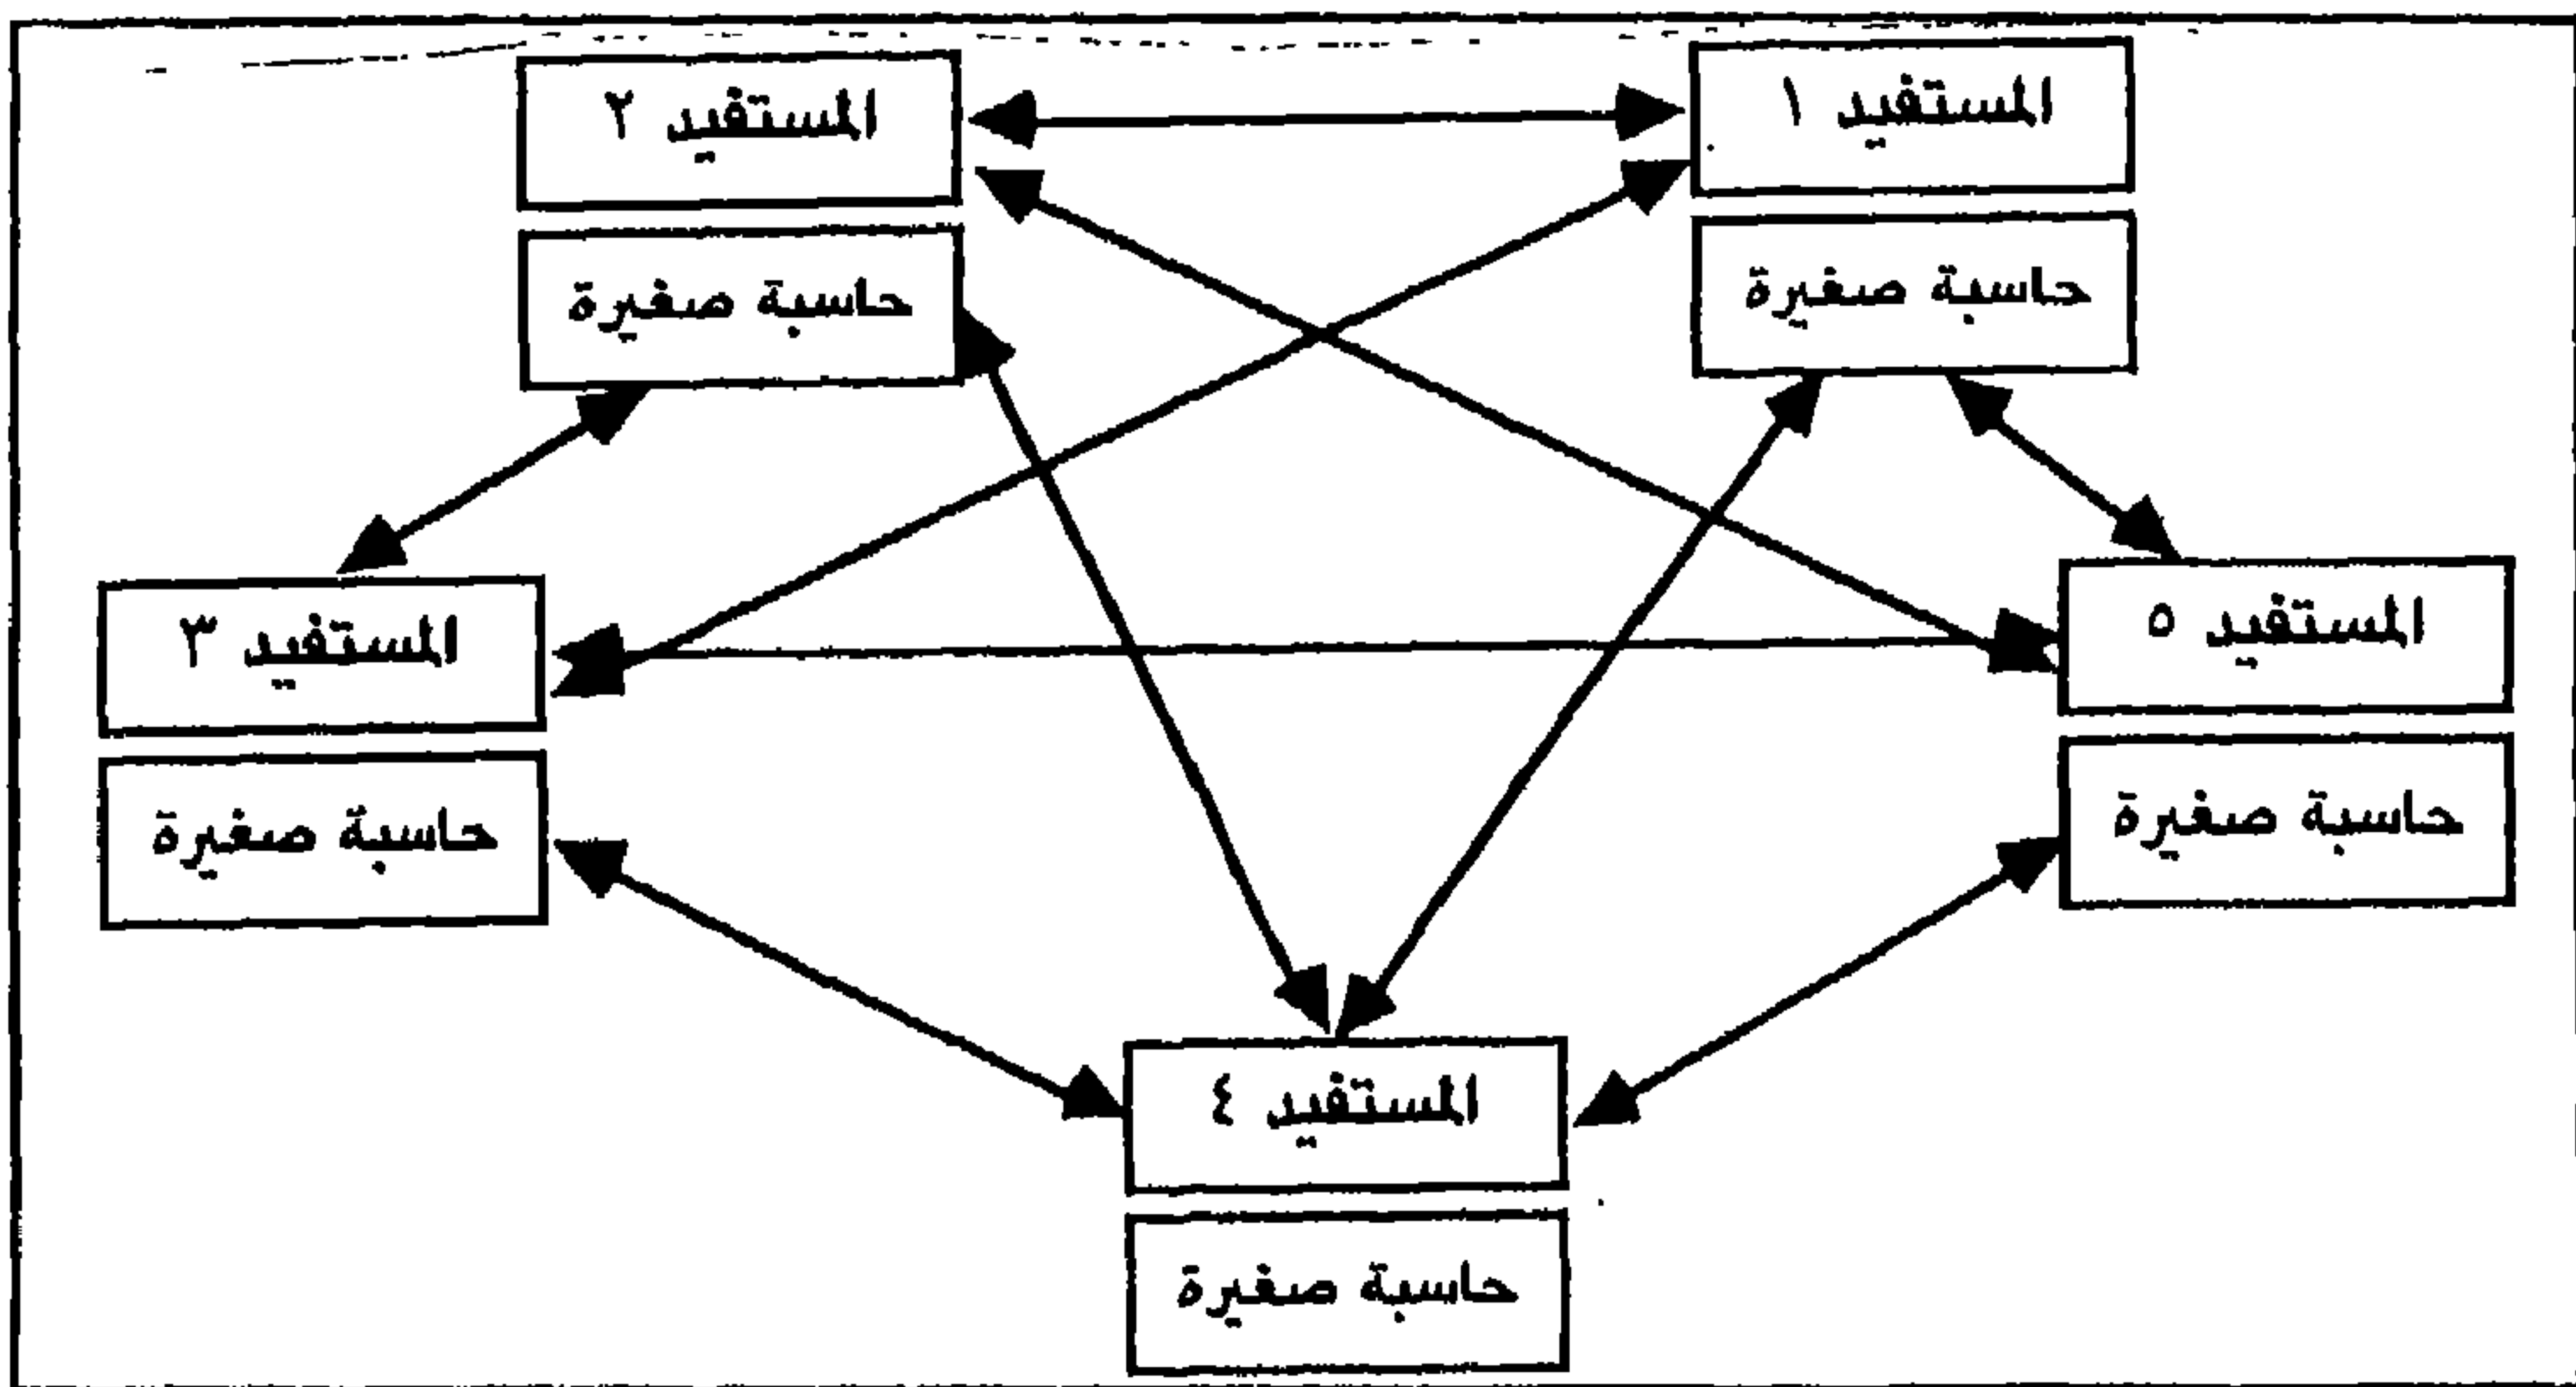 المستفيد ١
حاسبة صغيرة
المستفيد ٢
حاسبة صغيرة
المستفيد ٣
حاسبة صغيرة
المستفيد ٥
حاسبة صغيرة
المستفيد ٤
حاسبة صغيرة